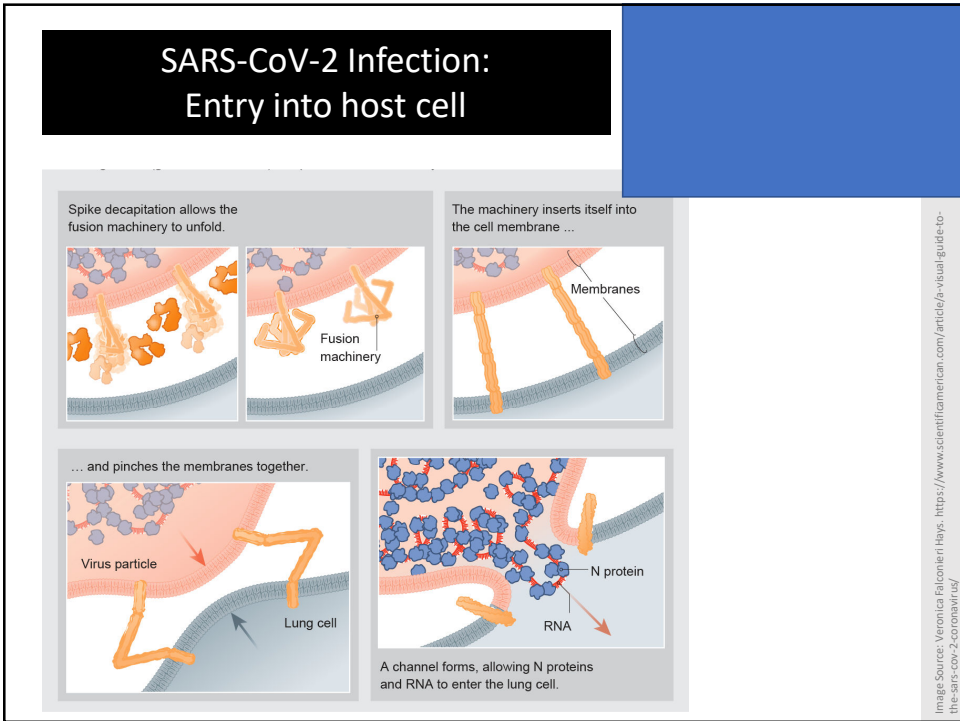 SARS-CoV-2 Infection:
Entry into host cell
Spike decapitation allows the
fusion machinery to unfold.
Fusion
machinery
The machinery inserts itself into
the cell membrane ...
Membranes
... and pinches the membranes together.
Virus particle
Lung cell
N protein
RNA
A channel forms, allowing N proteins
and RNA to enter the lung cell.
Image Source: Veronica Falconieri Hays. https://www.scientificamerican.com/article/a-visual-guide-to-
the-sars-cov-2-coronavirus/